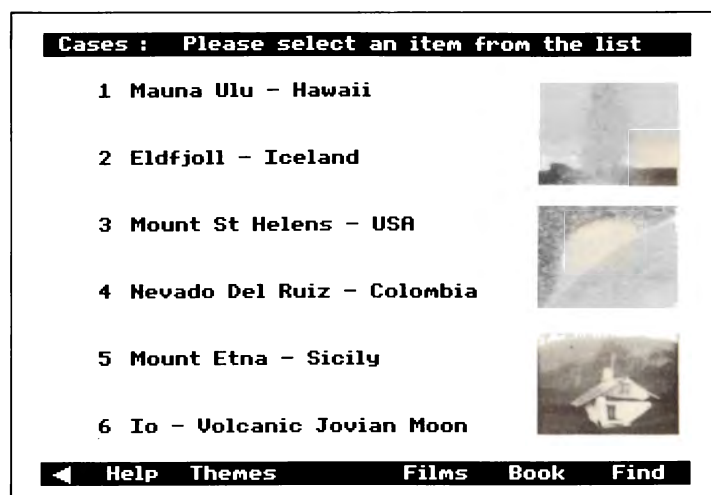 Cases : Please select an item from the list
1 Mauna Ulu – Hawaii
2 Eldfjoll – Iceland
3 Mount St Helens – USA
4 Nevado Del Ruiz – Colombia
5 Mount Etna – Sicily
6 Io – Volcanic Jovian Moon
◄ Help Themes Films Book Find